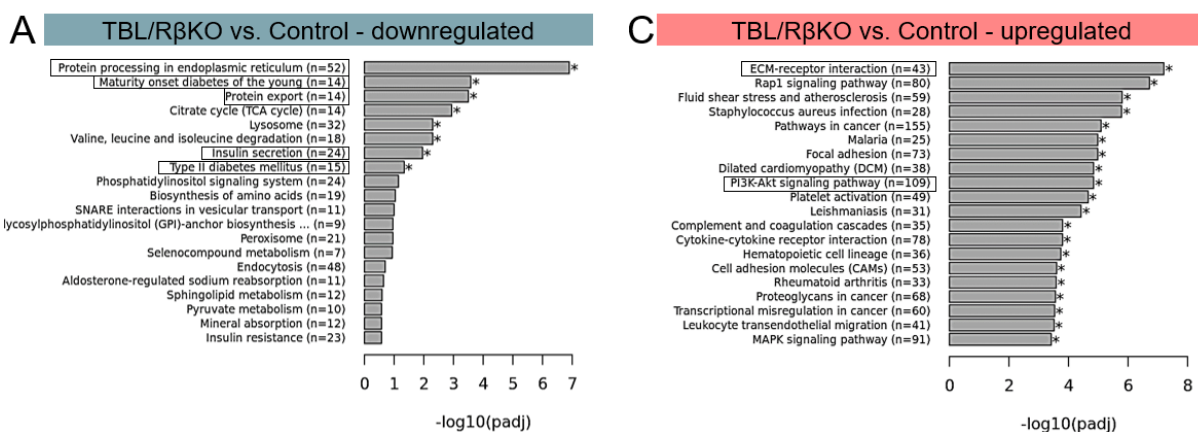 A
TBL/RβKO vs. Control - downregulated
Protein processing in endoplasmic reticulum (n=52)
Maturity onset diabetes of the young (n=14)
Protein export (n=14)
Citrate cycle (TCA cycle) (n=14)
Lysosome (n=32)
Valine, leucine and isoleucine degradation (n=18)
Insulin secretion (n=24)
Type II diabetes mellitus (n=15)
Phosphatidylinositol signaling system (n=24)
Biosynthesis of amino acids (n=19)
SNARE interactions in vesicular transport (n=11)
lycosylphosphatidylinositol (GPI)-anchor biosynthesis ... (n=9)
Peroxisome (n=21)
Selenocompound metabolism (n=7)
Endocytosis (n=48)
Aldosterone-regulated sodium reabsorption (n=11)
Sphingolipid metabolism (n=12)
Pyruvate metabolism (n=10)
Mineral absorption (n=12)
Insulin resistance (n=23)
* * * * * * * *
0 1 2 3 4 5 6 7
-log10(padj)
C
TBL/RβKO vs. Control - upregulated
ECM-receptor interaction (n=43)
Rap1 signaling pathway (n=80)
Fluid shear stress and atherosclerosis (n=59)
Staphylococcus aureus infection (n=28)
Pathways in cancer (n=155)
Malaria (n=25)
Focal adhesion (n=73)
Dilated cardiomyopathy (DCM) (n=38)
PI3K-Akt signaling pathway (n=109)
Platelet activation (n=49)
Leishmaniasis (n=31)
Complement and coagulation cascades (n=35)
Cytokine-cytokine receptor interaction (n=78)
Hematopoietic cell lineage (n=36)
Cell adhesion molecules (CAMs) (n=53)
Rheumatoid arthritis (n=33)
Proteoglycans in cancer (n=68)
Transcriptional misregulation in cancer (n=60)
Leukocyte transendothelial migration (n=41)
MAPK signaling pathway (n=91)
* * * * * * * * * * * * * * * * * * * *
0 2 4 6 8
-log10(padj)